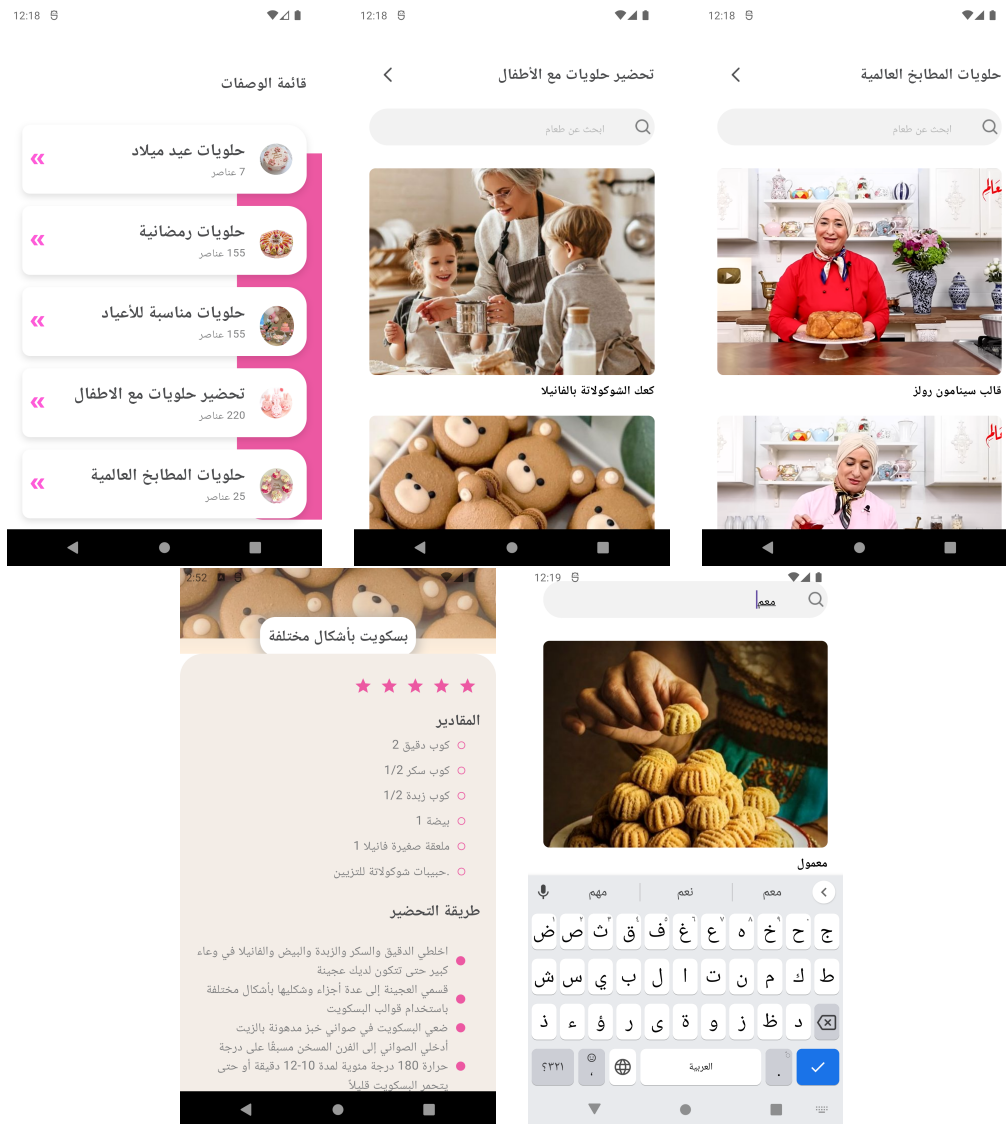 12:18
قائمة الوصفات
حلويات عيد ميلاد
7 عناصر
حلويات رمضانية
155 عناصر
حلويات مناسبة للأعياد
155 عناصر
تحضير حلويات مع الاطفال
220 عناصر
حلويات المطابخ العالمية
25 عناصر
12:18
تحضير حلويات مع الأطفال
ابحث عن طعام
كعك الشوكولاتة بالفانيلا
12:18
حلويات المطابخ العالمية
ابحث عن طعام
قالب سينامون رولز
2:52
بسكويت بأشكال مختلفة
المقادير
كوب دقيق 2
كوب سكر 1/2
كوب زبدة 1/2
بيضة 1
ملعقة صغيرة فانيلا 1
.حبيبات شوكولاتة للتزيين
طريقة التحضير
اخلطي الدقيق والسكر والزبدة والبيض والفانيلا في وعاء
كبير حتى تتكون لديك عجينة
قسمي العجينة إلى عدة أجزاء وشكليها بأشكال مختلفة
باستخدام قوالب البسكويت
ضعي البسكويت في صواني خبز مدهونة بالزيت
أدخلي الصواني إلى الفرن المسخن مسبقًا على درجة
حرارة 180 درجة مئوية لمدة 10-12 دقيقة أو حتى
يتحمر البسكويت قليلاً
12:19
معم
معمول
معم نعم مهم
ج ح خ ه ع غ ف ق ث ص ض
ط ك م ن ت ا ل ب ي س ش
د ظ ز و ة ى ر ؤ ء ذ
. العربية ، ٣٢١؟